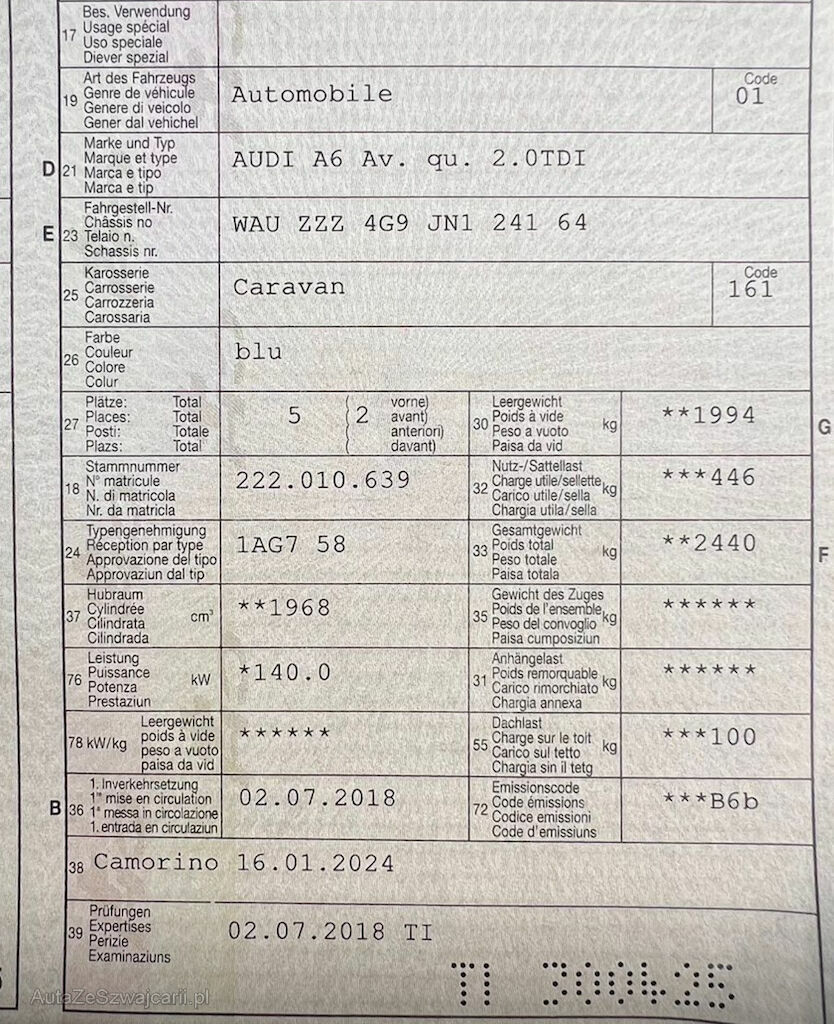 17 Bes. Verwendung
Usage spécial
Uso speciale
Diever spezial
19 Art des Fahrzeugs
Genre de véhicule
Genere di veicolo
Gener dal vehichel
Automobile
Code
01
D 21 Marke und Typ
Marque et type
Marca e tipo
Marca e tip
AUDI A6 Av. qu. 2.0TDI
E 23 Fahrgestell-Nr.
Châssis no
Telaio n.
Schassis nr.
WAU ZZZ 4G9 JN1 241 64
25 Karosserie
Carrosserie
Carrozzeria
Carossaria
Caravan
Code
161
26 Farbe
Couleur
Colore
Colur
blu
27 Plätze: Total
Places: Total
Posti: Totale
Plazs: Total
5 ( 2 vorne)
( avant)
( anteriori)
( davant)
30 Leergewicht
Poids à vide
Peso a vuoto
Paisa da vid
kg
**1994
G
18 Stammnummer
N° matricule
N. di matricola
Nr. da matricla
222.010.639
32 Nutz-/Sattellast
Charge utile/sellette
Carico utile/sella
Chargia utila/sella
kg
***446
24 Typengenehmigung
Réception par type
Approvazione del tipo
Approvaziun dal tip
1AG7 58
33 Gesamtgewicht
Poids total
Peso totale
Paisa totala
kg
**2440
F
37 Hubraum
Cylindrée
Cilindrata
Cilindrada
cm³
**1968
35 Gewicht des Zuges
Poids de l'ensemble
Peso del convoglio
Paisa cumposiziun
kg
******
76 Leistung
Puissance
Potenza
Prestaziun
kW
*140.0
31 Anhängelast
Poids remorquable
Carico rimorchiato
Chargia annexa
kg
******
78 kW/kg Leergewicht
poids à vide
peso a vuoto
paisa da vid
******
55 Dachlast
Charge sur le toit
Carico sul tetto
Chargia sin il tetg
kg
***100
B 36 1. Inverkehrsetzung
1re mise en circulation
1a messa in circolazione
1. entrada en circulaziun
02.07.2018
72 Emissionscode
Code émissions
Codice emissioni
Code d'emissiuns
***B6b
38 Camorino 16.01.2024
39 Prüfungen
Expertises
Perizie
Examinaziuns
02.07.2018 TI
TI 300425
AutaZeSzwajcarii.pl